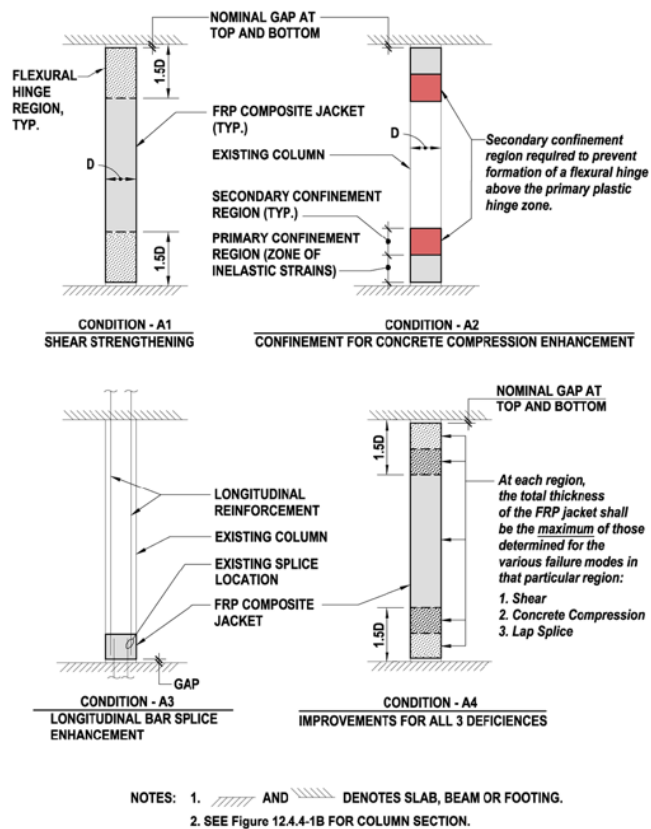 NOMINAL GAP AT
TOP AND BOTTOM
FLEXURAL
HINGE
REGION,
TYP.
1.5D
FRP COMPOSITE JACKET
(TYP.)
D
EXISTING COLUMN
D
SECONDARY CONFINEMENT
REGION (TYP.)
PRIMARY CONFINEMENT
REGION (ZONE OF
INELASTIC STRAINS)
1.5D
Secondary confinement
region required to prevent
formation of a flexural hinge
above the primary plastic
hinge zone.
CONDITION - A1
SHEAR STRENGTHENING
CONDITION - A2
CONFINEMENT FOR CONCRETE COMPRESSION ENHANCEMENT
LONGITUDINAL
REINFORCEMENT
EXISTING COLUMN
EXISTING SPLICE
LOCATION
FRP COMPOSITE
JACKET
GAP
CONDITION - A3
LONGITUDINAL BAR SPLICE
ENHANCEMENT
NOMINAL GAP AT
TOP AND BOTTOM
1.5D
At each region,
the total thickness
of the FRP jacket shall
be the maximum of those
determined for the
various failure modes in
that particular region:
1. Shear
2. Concrete Compression
3. Lap Splice
1.5D
CONDITION - A4
IMPROVEMENTS FOR ALL 3 DEFICIENCES
NOTES: 1. AND DENOTES SLAB, BEAM OR FOOTING.
2. SEE Figure 12.4.4-1B FOR COLUMN SECTION.